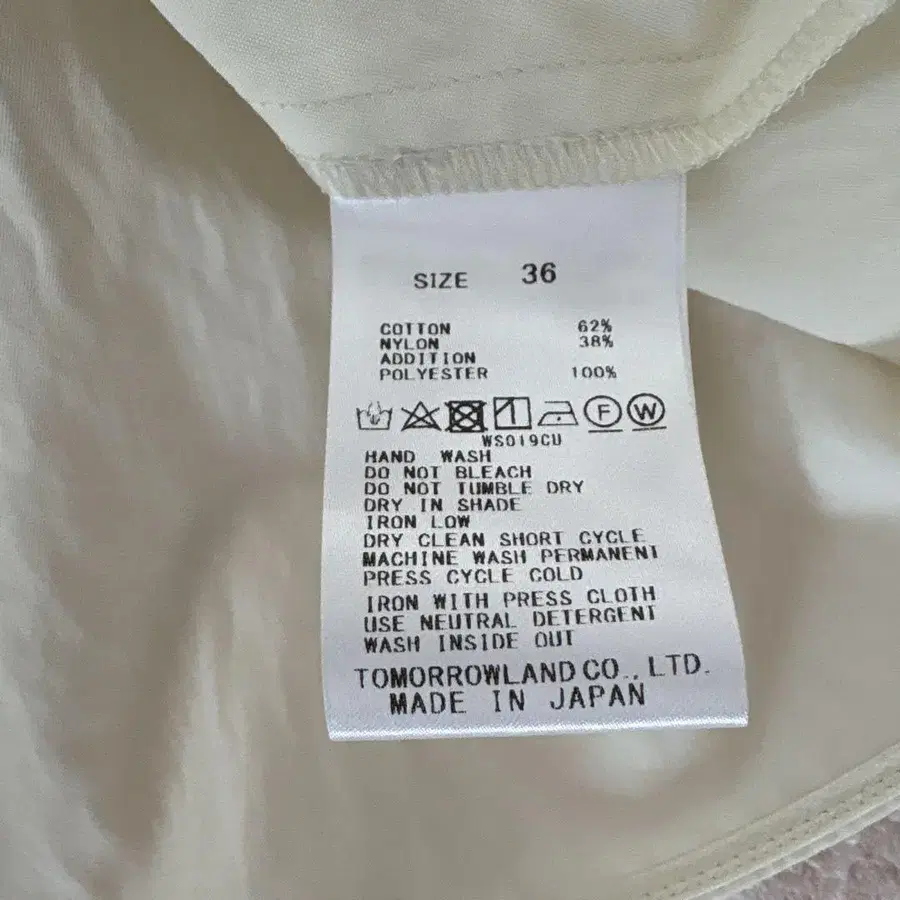 SIZE 36
COTTON 62%
NYLON 38%
ADDITION
POLYESTER 100%
F W
WS019CU
HAND WASH
DO NOT BLEACH
DO NOT TUMBLE DRY
DRY IN SHADE
IRON LOW
DRY CLEAN SHORT CYCLE
MACHINE WASH PERMANENT
PRESS CYCLE COLD
IRON WITH PRESS CLOTH
USE NEUTRAL DETERGENT
WASH INSIDE OUT
TOMORROWLAND CO., LTD.
MADE IN JAPAN